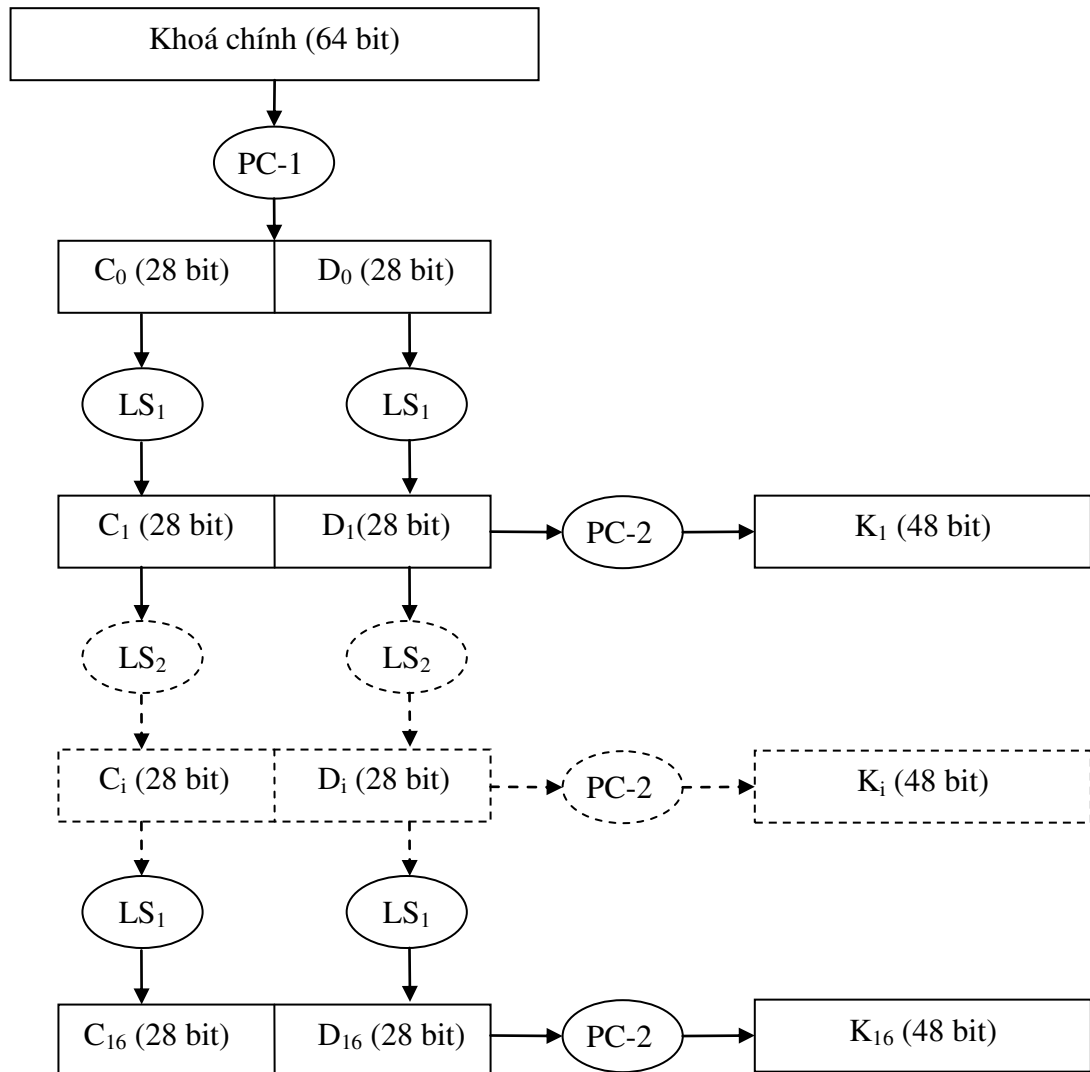 Khoá chính (64 bit)
PC-1
C₀ (28 bit) D₀ (28 bit)
LS₁ LS₁
C₁ (28 bit) D₁(28 bit) PC-2 K₁ (48 bit)
LS₂ LS₂
Cᵢ (28 bit) Dᵢ (28 bit) PC-2 Kᵢ (48 bit)
LS₁ LS₁
C₁₆ (28 bit) D₁₆ (28 bit) PC-2 K₁₆ (48 bit)